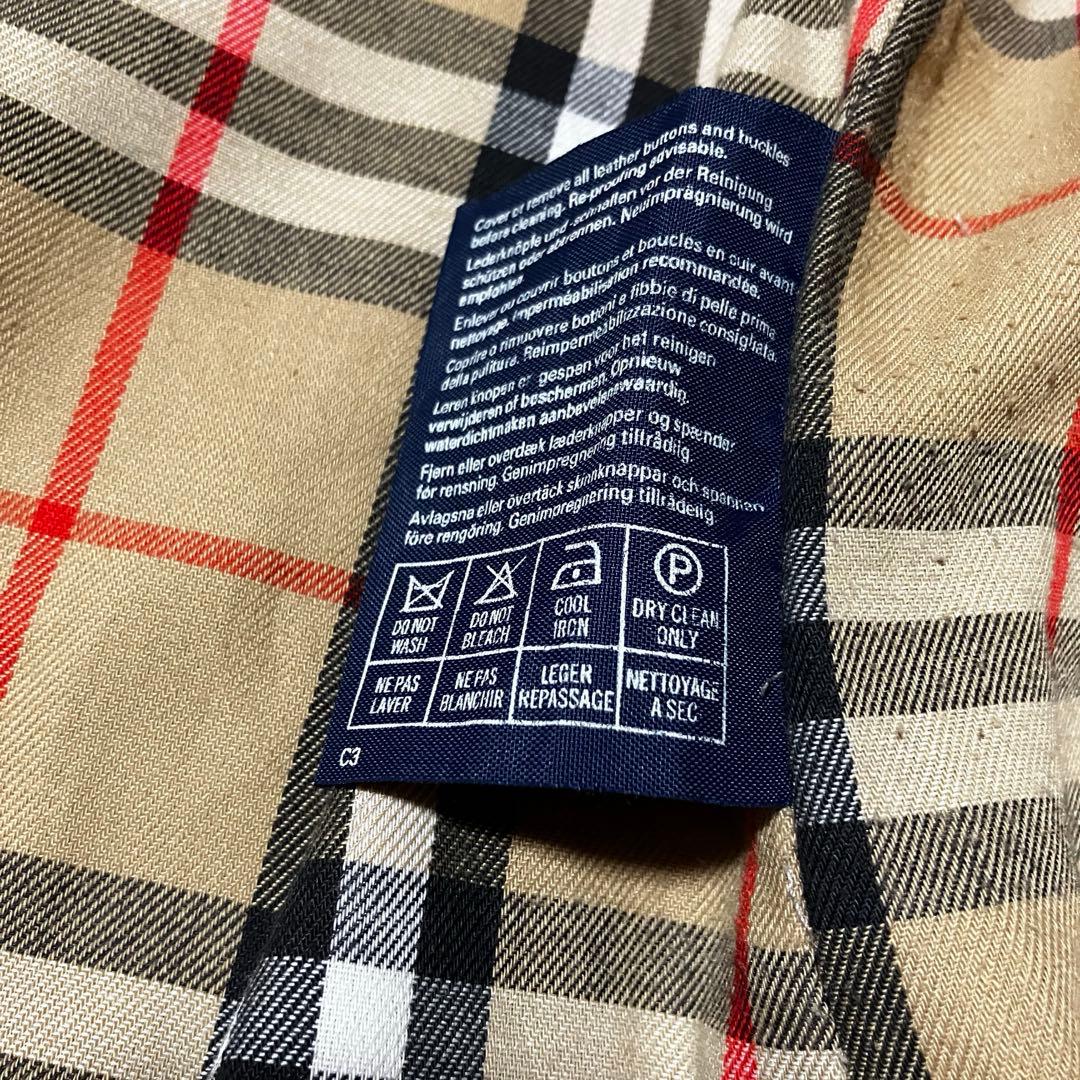 Cover or remove all leather buttons and buckles
before cleaning. Re-proofing advisable.
Lederknöpfe und -schnallen vor der Reinigung
schützen oder abtrennen. Neuimprägnierung wird
empfohlen
Enlever ou couvrir boutons et boucles en cuir avant
nettoyage. Imperméabilisation recommandée.
Coprire o rimuovere bottoni e fibbie di pelle prima
della pulitura. Reimpermeabilizzazione consigliata.
Leren knopen er gespen voor het reinigen
verwijderen of beschermen. Opnieuw
waterdichtmaken aanbevelenswaardig.
Fjern eller overdæk læderknapper og spænder
før rensning. Genimpregnering tillrådig.
Avlagsna eller övertäck skinnknappar och spännen
före rengöring. Genimpregnering tillrådelig
DO NOT
WASH
DO NOT
BLEACH
COOL
IRON
P
DRY CLEAN
ONLY
NE PAS
LAVER
NE PAS
BLANCHIR
LEGER
REPASSAGE
NETTOYAGE
A SEC
C3